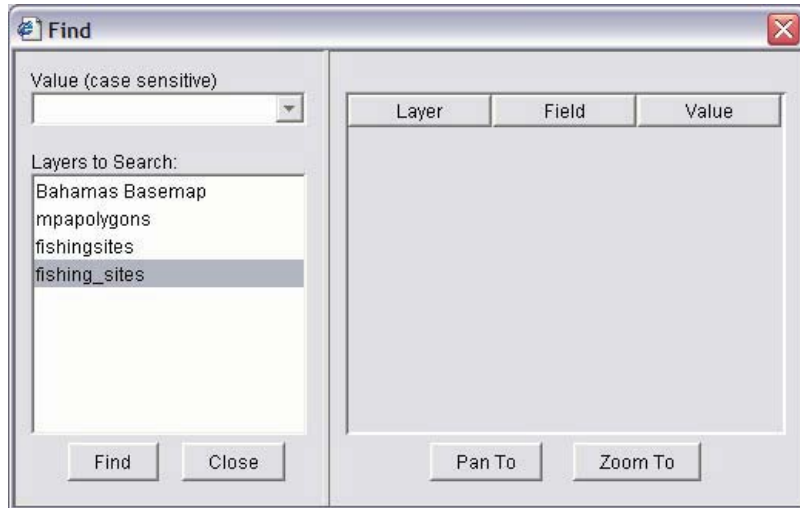 Find
Value (case sensitive)
Layers to Search:
Bahamas Basemap
mpapolygons
fishingsites
fishing_sites
Find Close
Layer Field Value
Pan To Zoom To